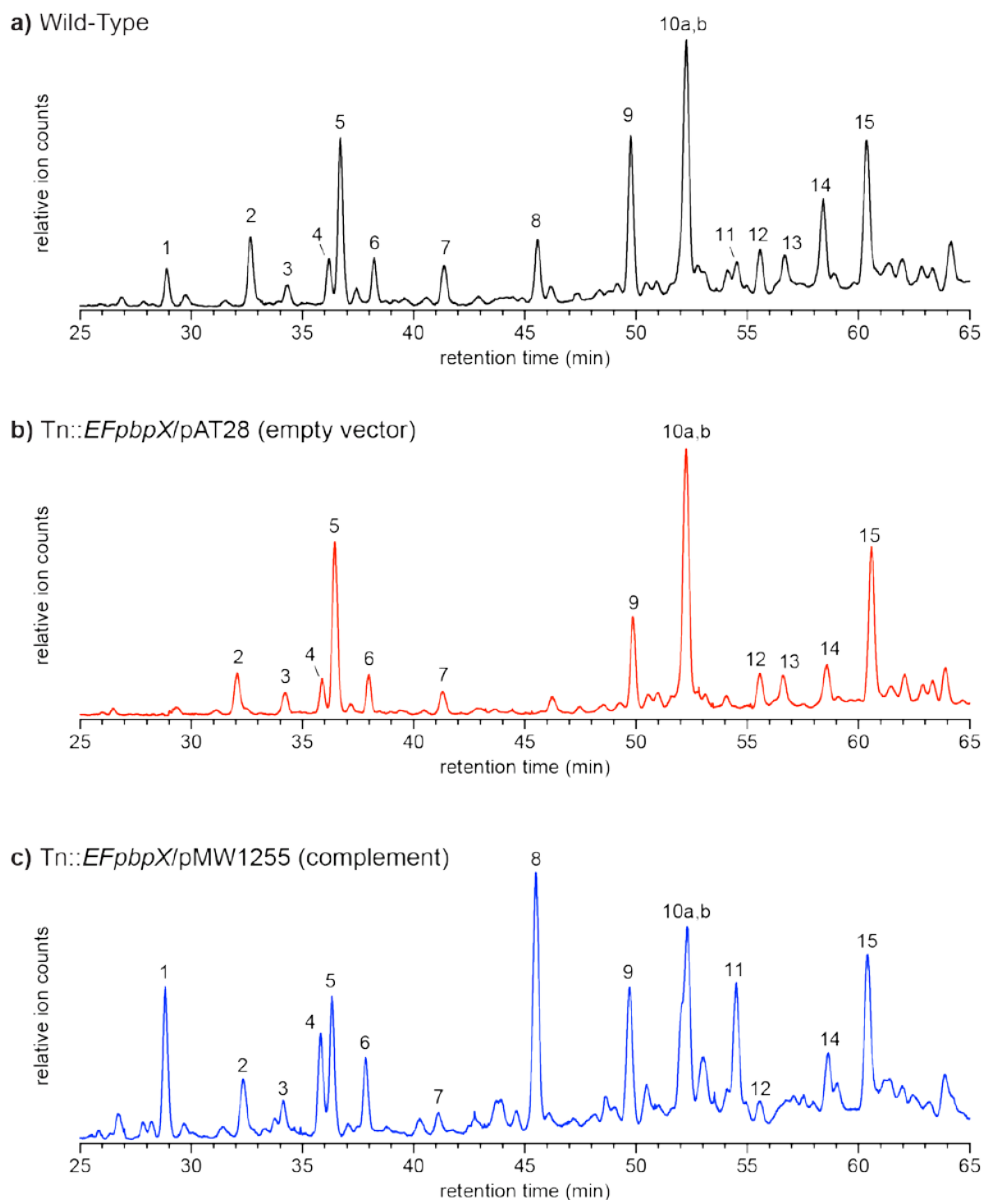 a) Wild-Type
10a,b
5
9
15
14
2
8
4
6
7
12
1
11
13
3
relative ion counts
25 30 35 40 45 50 55 60 65
retention time (min)
b) Tn::EFpbpX/pAT28 (empty vector)
10a,b
5
15
9
2
4
6
12
13
14
3
7
relative ion counts
25 30 35 40 45 50 55 60 65
retention time (min)
c) Tn::EFpbpX/pMW1255 (complement)
8
10a,b
15
1
5
9
11
4
6
14
2
3
7
12
relative ion counts
25 30 35 40 45 50 55 60 65
retention time (min)